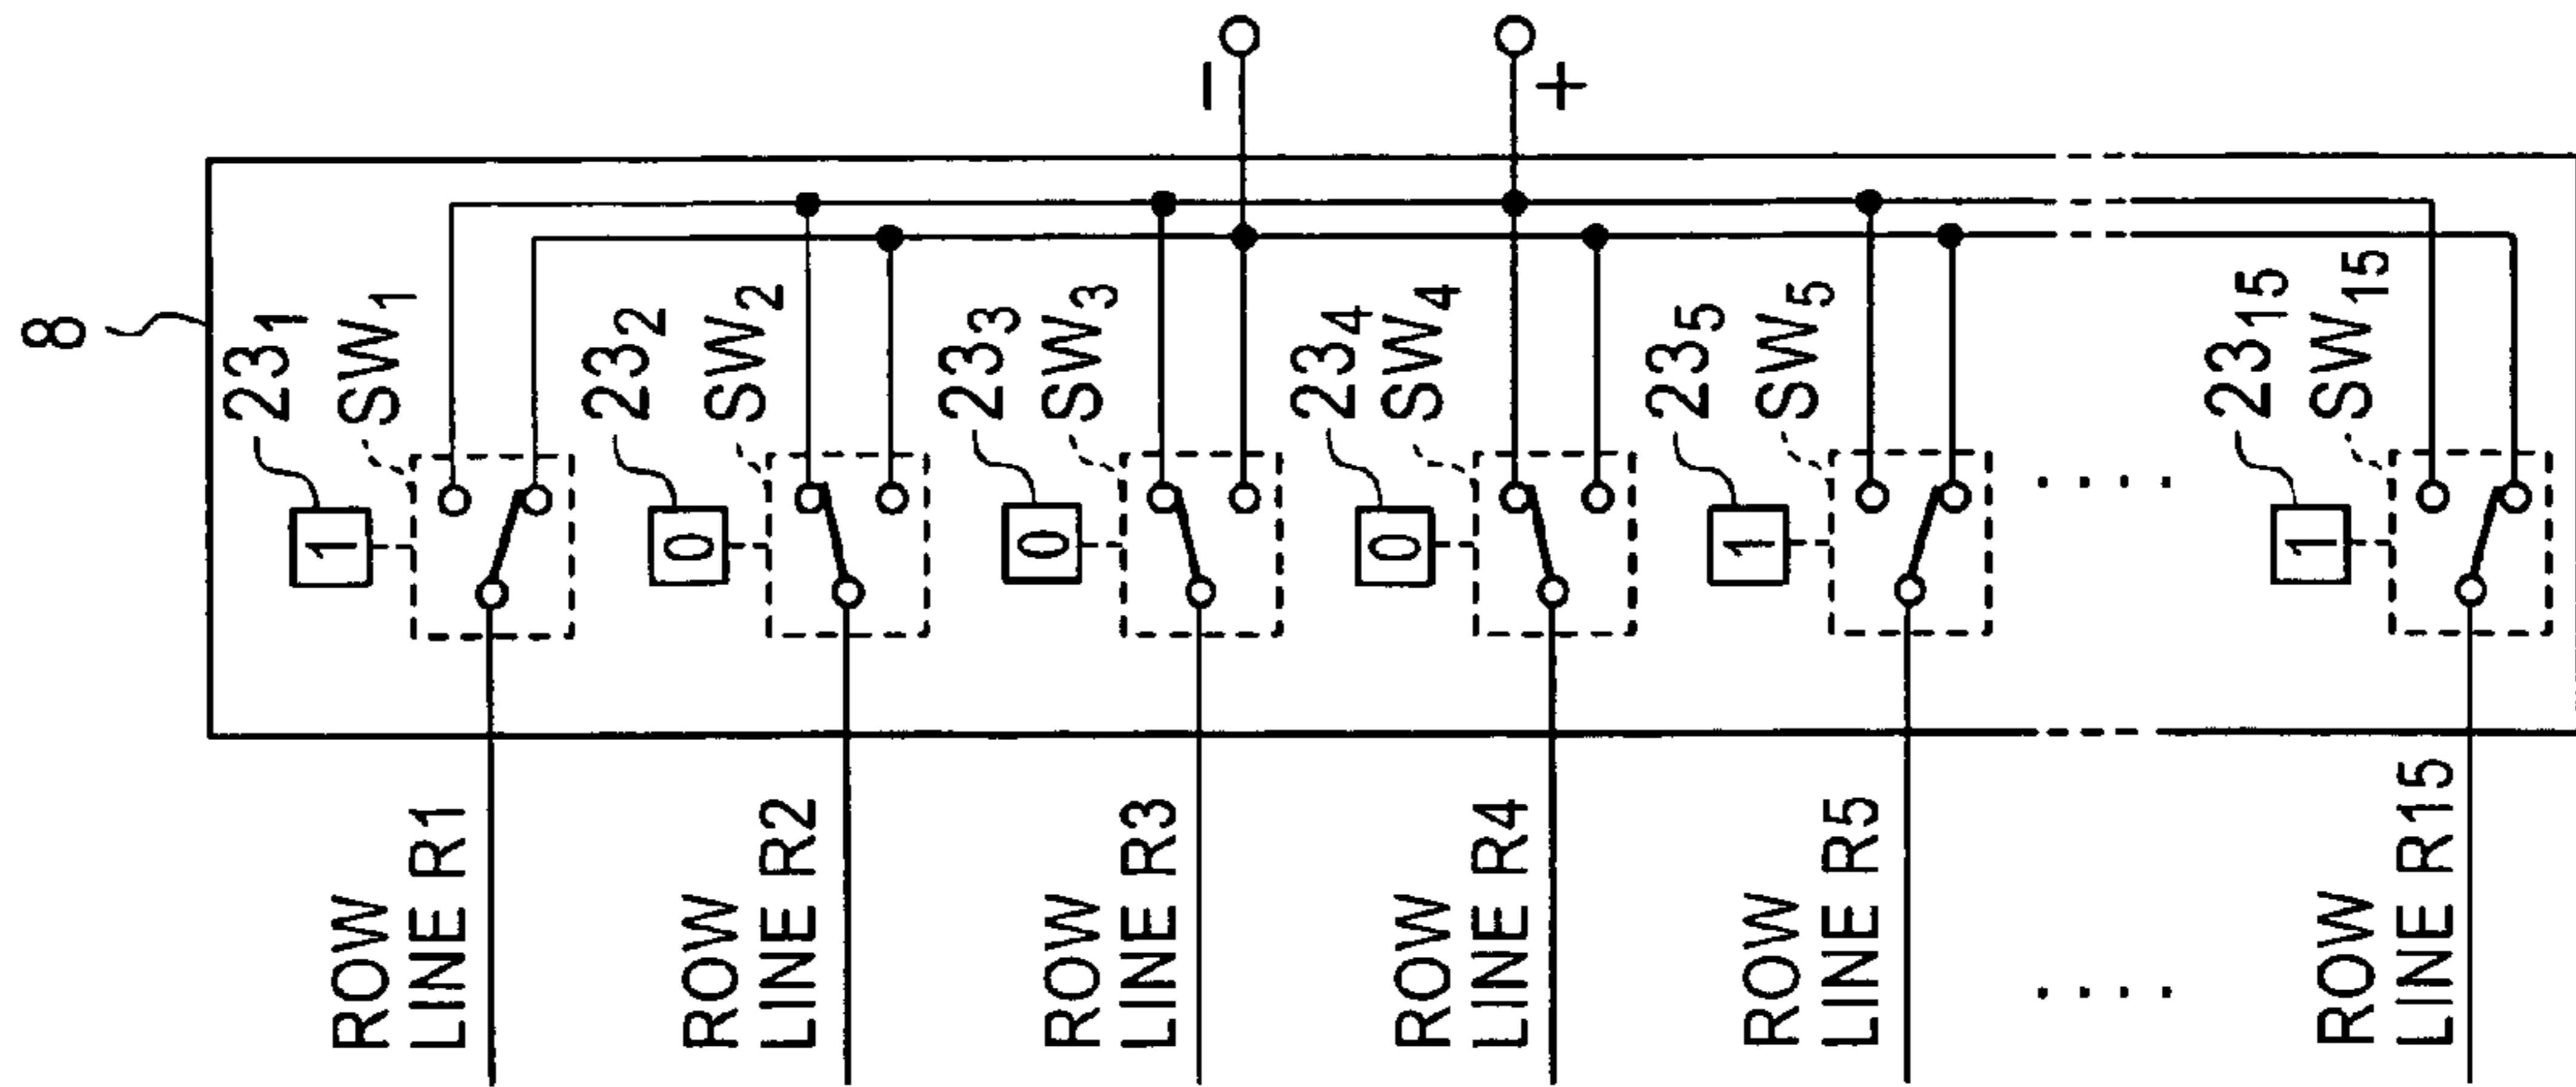 8
23₁
SW₁
1
ROW
LINE R1
23₂
SW₂
0
ROW
LINE R2
23₃
SW₃
0
ROW
LINE R3
−
+
23₄
SW₄
0
ROW
LINE R4
23₅
SW₅
1
ROW
LINE R5
. . . .
. . . .
23₁₅
SW₁₅
1
ROW
LINE R15